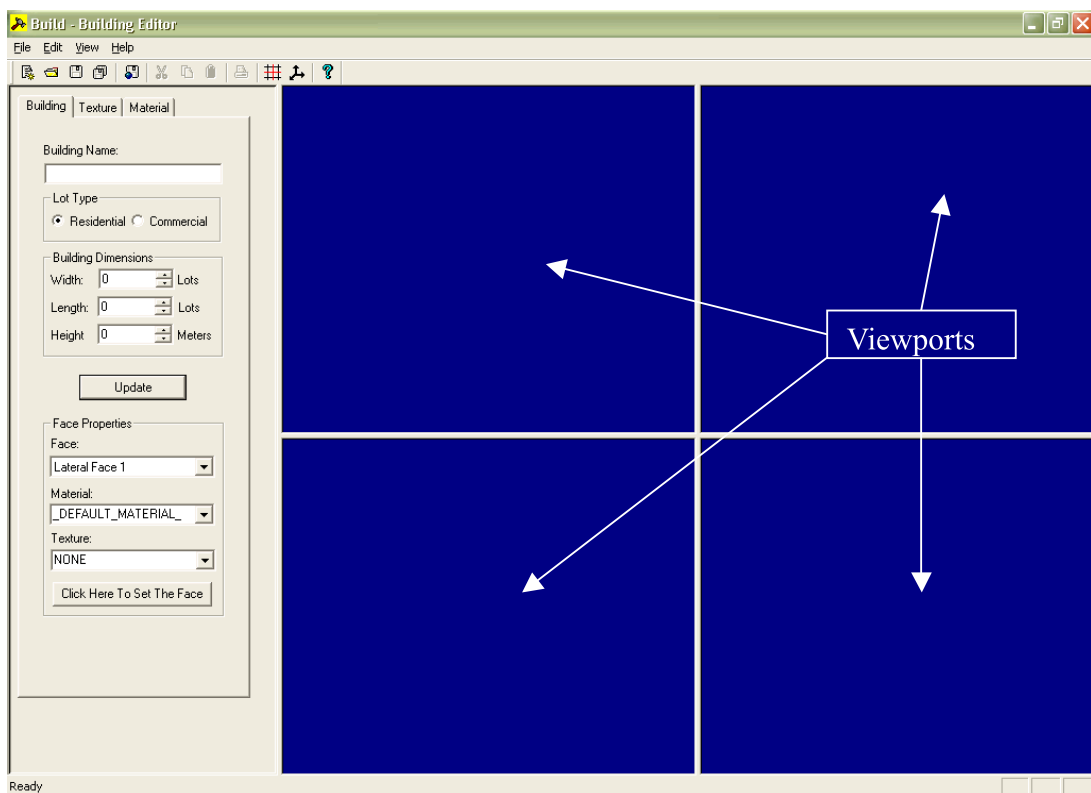 Build - Building Editor
File Edit View Help
Building Texture Material
Building Name:
Lot Type
Residential Commercial
Building Dimensions
Width: 0 Lots
Length: 0 Lots
Height 0 Meters
Update
Face Properties
Face:
Lateral Face 1
Material:
_DEFAULT_MATERIAL_
Texture:
NONE
Click Here To Set The Face
Viewports
Ready